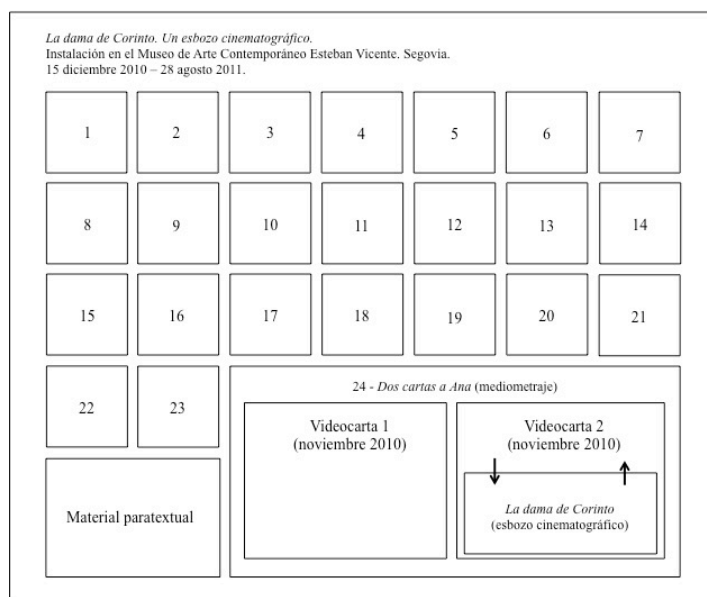 La dama de Corinto. Un esbozo cinematográfico.
Instalación en el Museo de Arte Contemporáneo Esteban Vicente. Segovia.
15 diciembre 2010 – 28 agosto 2011.
1 2 3 4 5 6 7
8 9 10 11 12 13 14
15 16 17 18 19 20 21
22 23
24 - Dos cartas a Ana (mediometraje)
Videocarta 1
(noviembre 2010)
Videocarta 2
(noviembre 2010)
La dama de Corinto
(esbozo cinematográfico)
Material paratextual